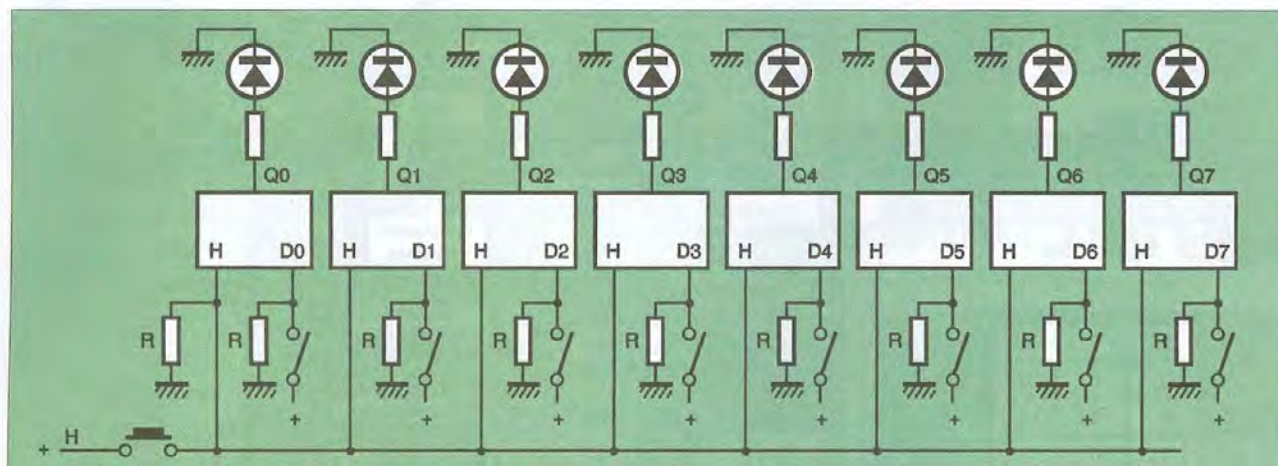 Q0 Q1 Q2 Q3 Q4 Q5 Q6 Q7
H D0 H D1 H D2 H D3 H D4 H D5 H D6 H D7
R R R R R R R R R
+ + + + + + + +
+ H